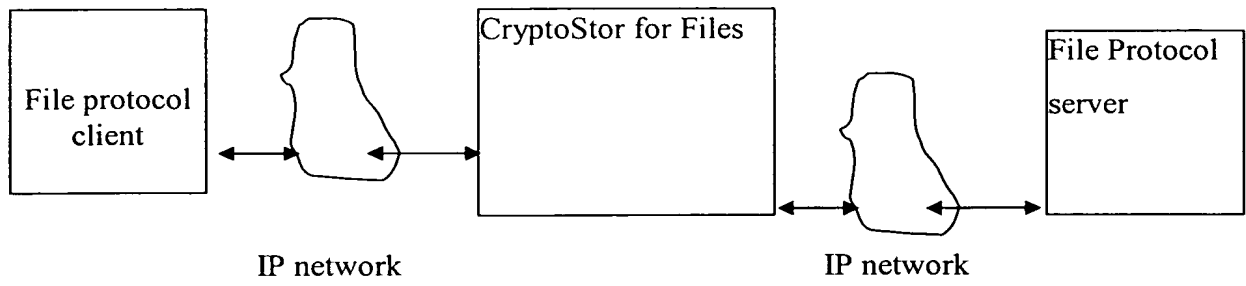 CryptoStor for Files
File Protocol
server
File protocol
client
IP network
IP network